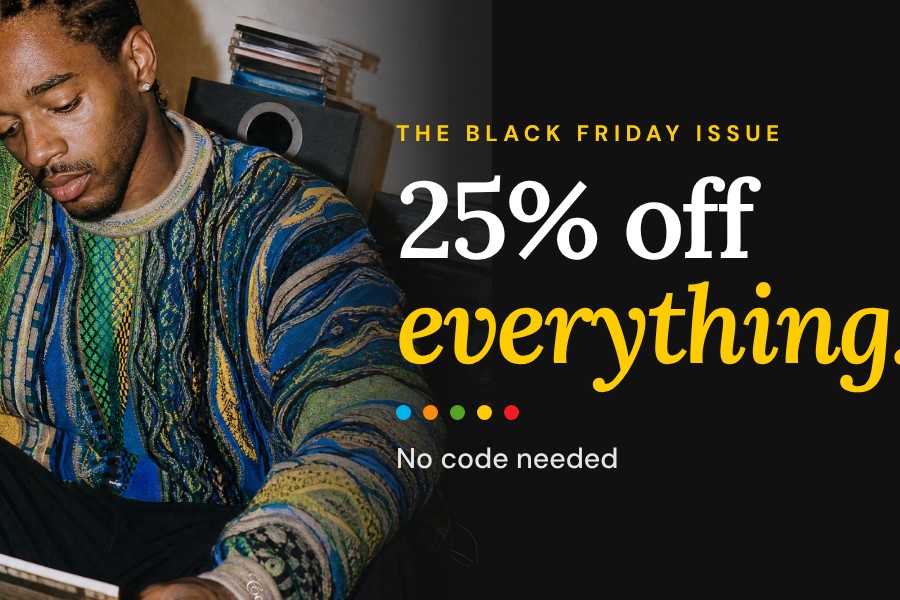 THE BLACK FRIDAY ISSUE
25% off
everything.
No code needed